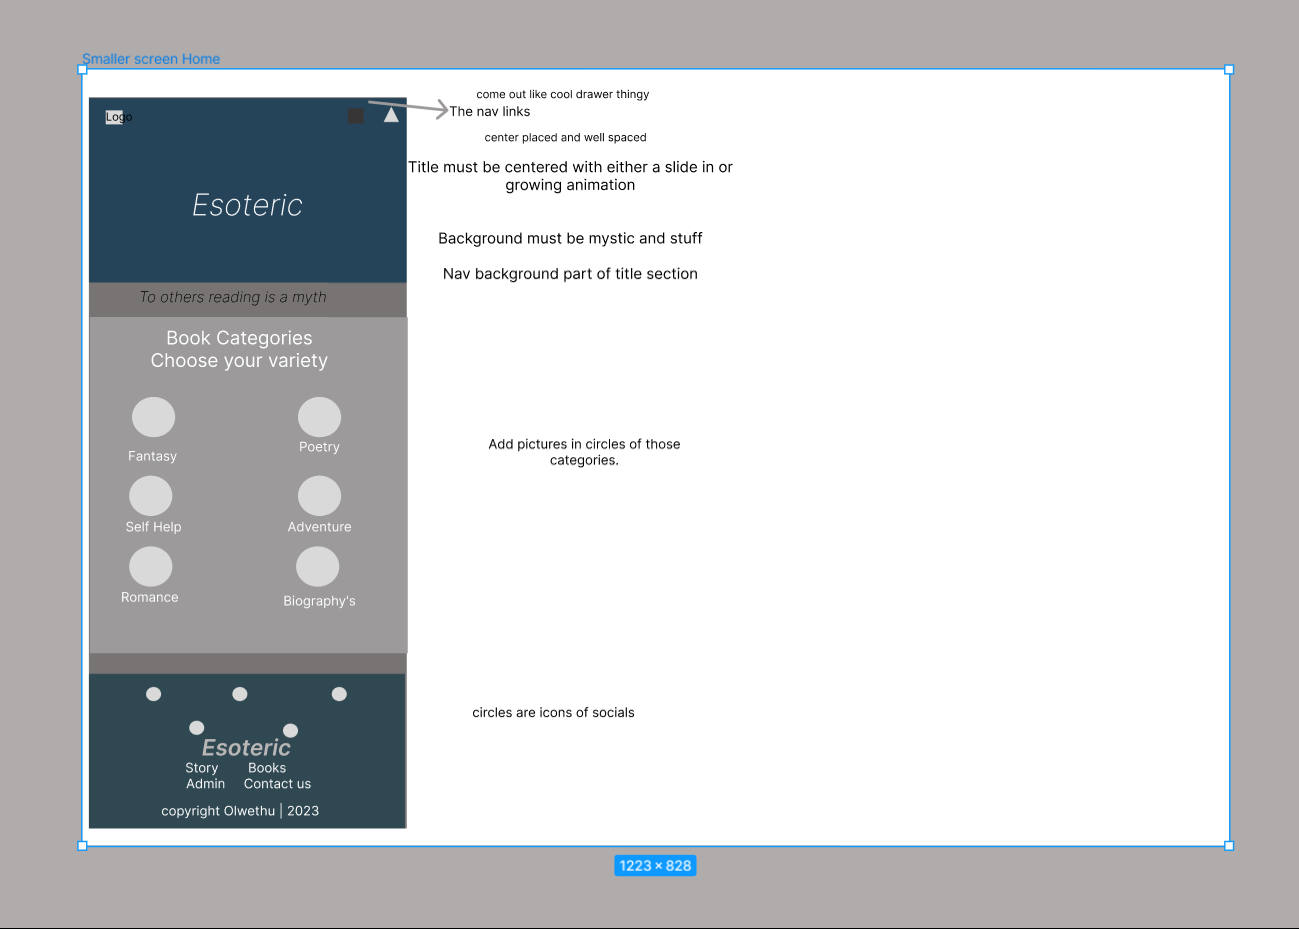 Smaller screen Home
come out like cool drawer thingy
Logo
The nav links
center placed and well spaced
Title must be centered with either a slide in or
growing animation
Esoteric
Background must be mystic and stuff
Nav background part of title section
To others reading is a myth
Book Categories
Choose your variety
Fantasy
Poetry
Add pictures in circles of those
categories.
Self Help
Adventure
Romance
Biography's
circles are icons of socials
Esoteric
Story Books
Admin Contact us
copyright Olwethu | 2023
1223 × 828